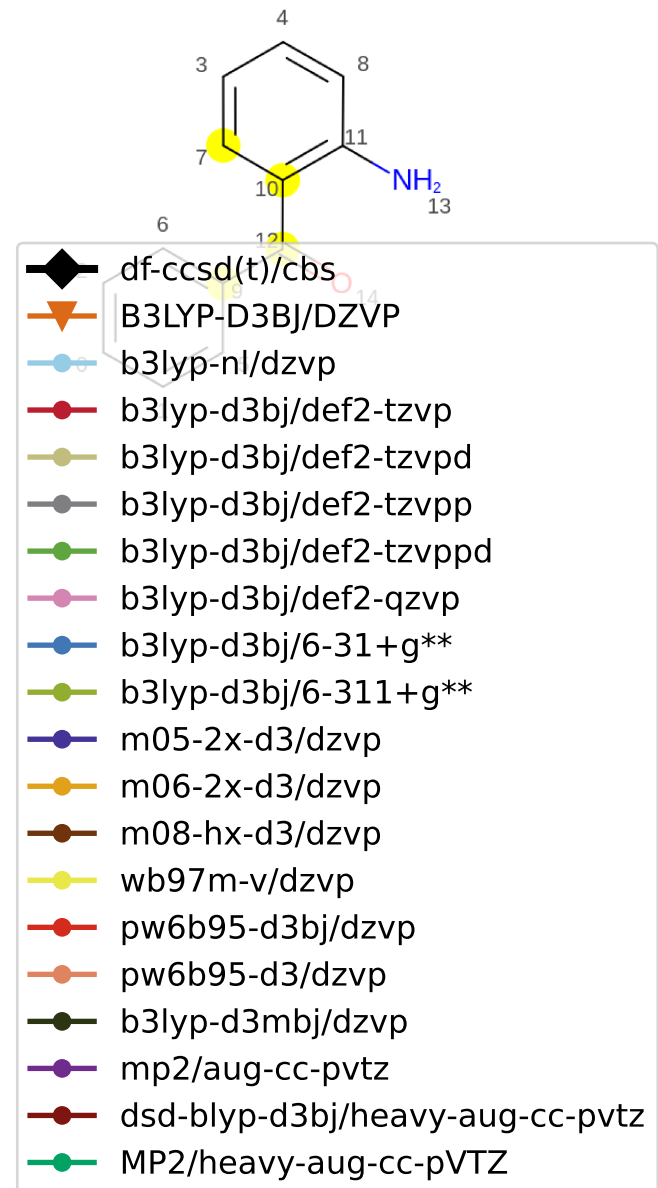 4
3
8
11
7
10
NH2
13
6
12
9
O
14
df-ccsd(t)/cbs
B3LYP-D3BJ/DZVP
b3lyp-nl/dzvp
b3lyp-d3bj/def2-tzvp
b3lyp-d3bj/def2-tzvpd
b3lyp-d3bj/def2-tzvpp
b3lyp-d3bj/def2-tzvppd
b3lyp-d3bj/def2-qzvp
b3lyp-d3bj/6-31+g**
b3lyp-d3bj/6-311+g**
m05-2x-d3/dzvp
m06-2x-d3/dzvp
m08-hx-d3/dzvp
wb97m-v/dzvp
pw6b95-d3bj/dzvp
pw6b95-d3/dzvp
b3lyp-d3mbj/dzvp
mp2/aug-cc-pvtz
dsd-blyp-d3bj/heavy-aug-cc-pvtz
MP2/heavy-aug-cc-pVTZ